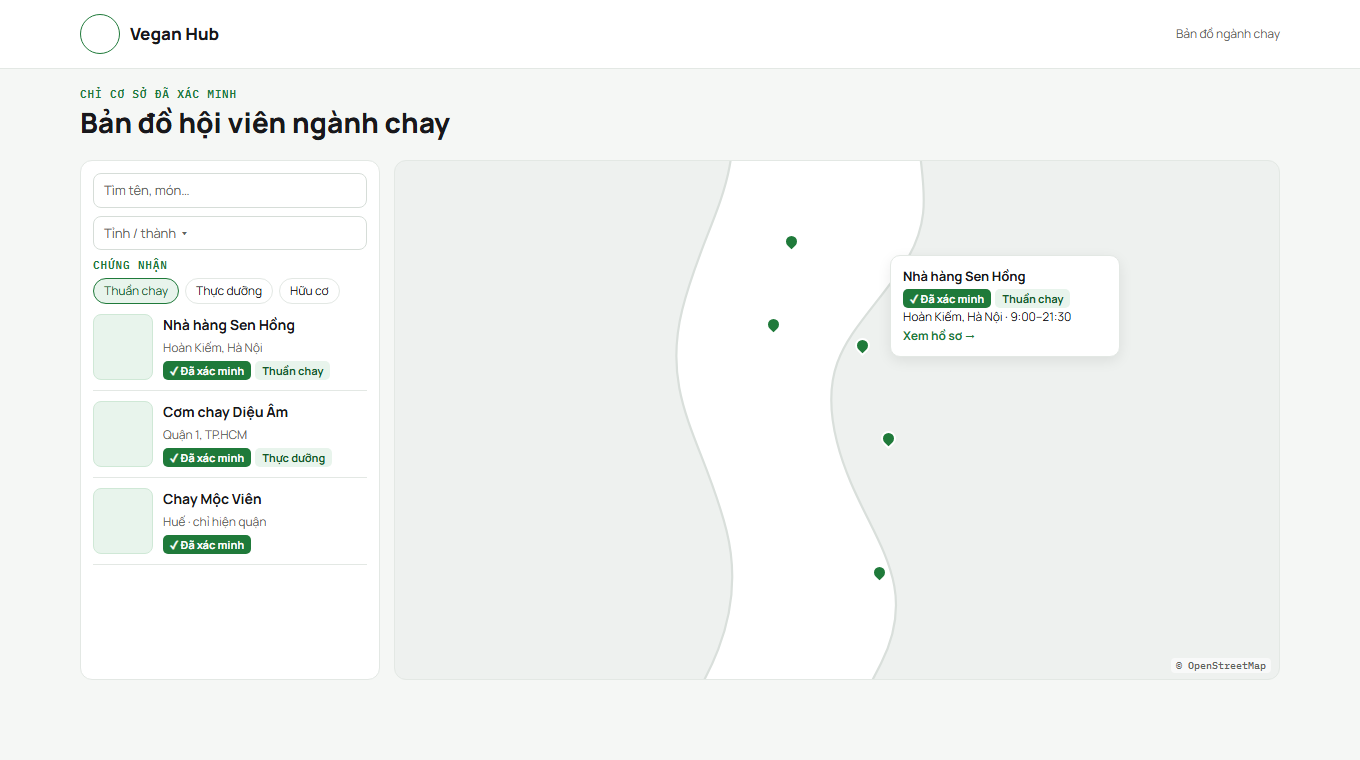 Vegan Hub
Bản đồ ngành chay
CHỈ CƠ SỞ ĐÃ XÁC MINH
Bản đồ hội viên ngành chay
Tìm tên, món…
Tỉnh / thành ▾
CHỨNG NHẬN
Thuần chay
Thực dưỡng
Hữu cơ
Nhà hàng Sen Hồng
Hoàn Kiếm, Hà Nội
✓ Đã xác minh
Thuần chay
Cơm chay Diệu Âm
Quận 1, TP.HCM
✓ Đã xác minh
Thực dưỡng
Chay Mộc Viên
Huế · chỉ hiện quận
✓ Đã xác minh
Nhà hàng Sen Hồng
✓ Đã xác minh
Thuần chay
Hoàn Kiếm, Hà Nội · 9:00–21:30
Xem hồ sơ →
© OpenStreetMap